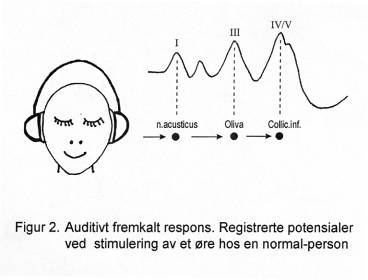 I III IV/V
n.acusticus Oliva Collic.inf.
Figur 2. Auditivt fremkalt respons. Registrerte potensialer
ved stimulering av et øre hos en normal-person